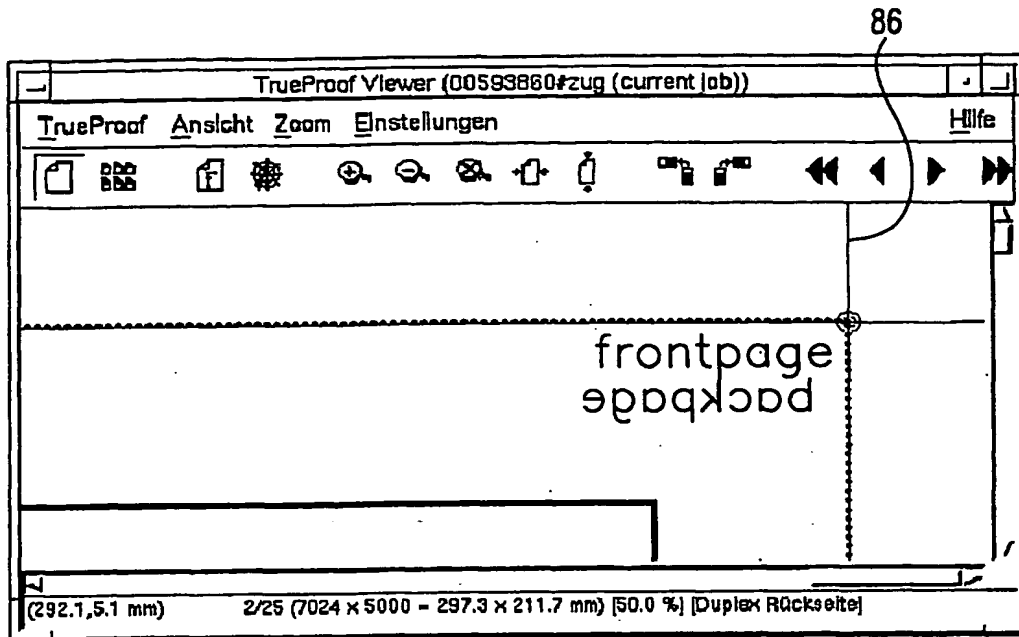 86
TrueProof Viewer (00593860#zug (current job))
TrueProof Ansicht Zoom Einstellungen Hilfe
frontpage
backpage
(292.1,5.1 mm) 2/25 (7024 x 5000 - 297.3 x 211.7 mm) [50.0 %] [Duplex Rückseite]